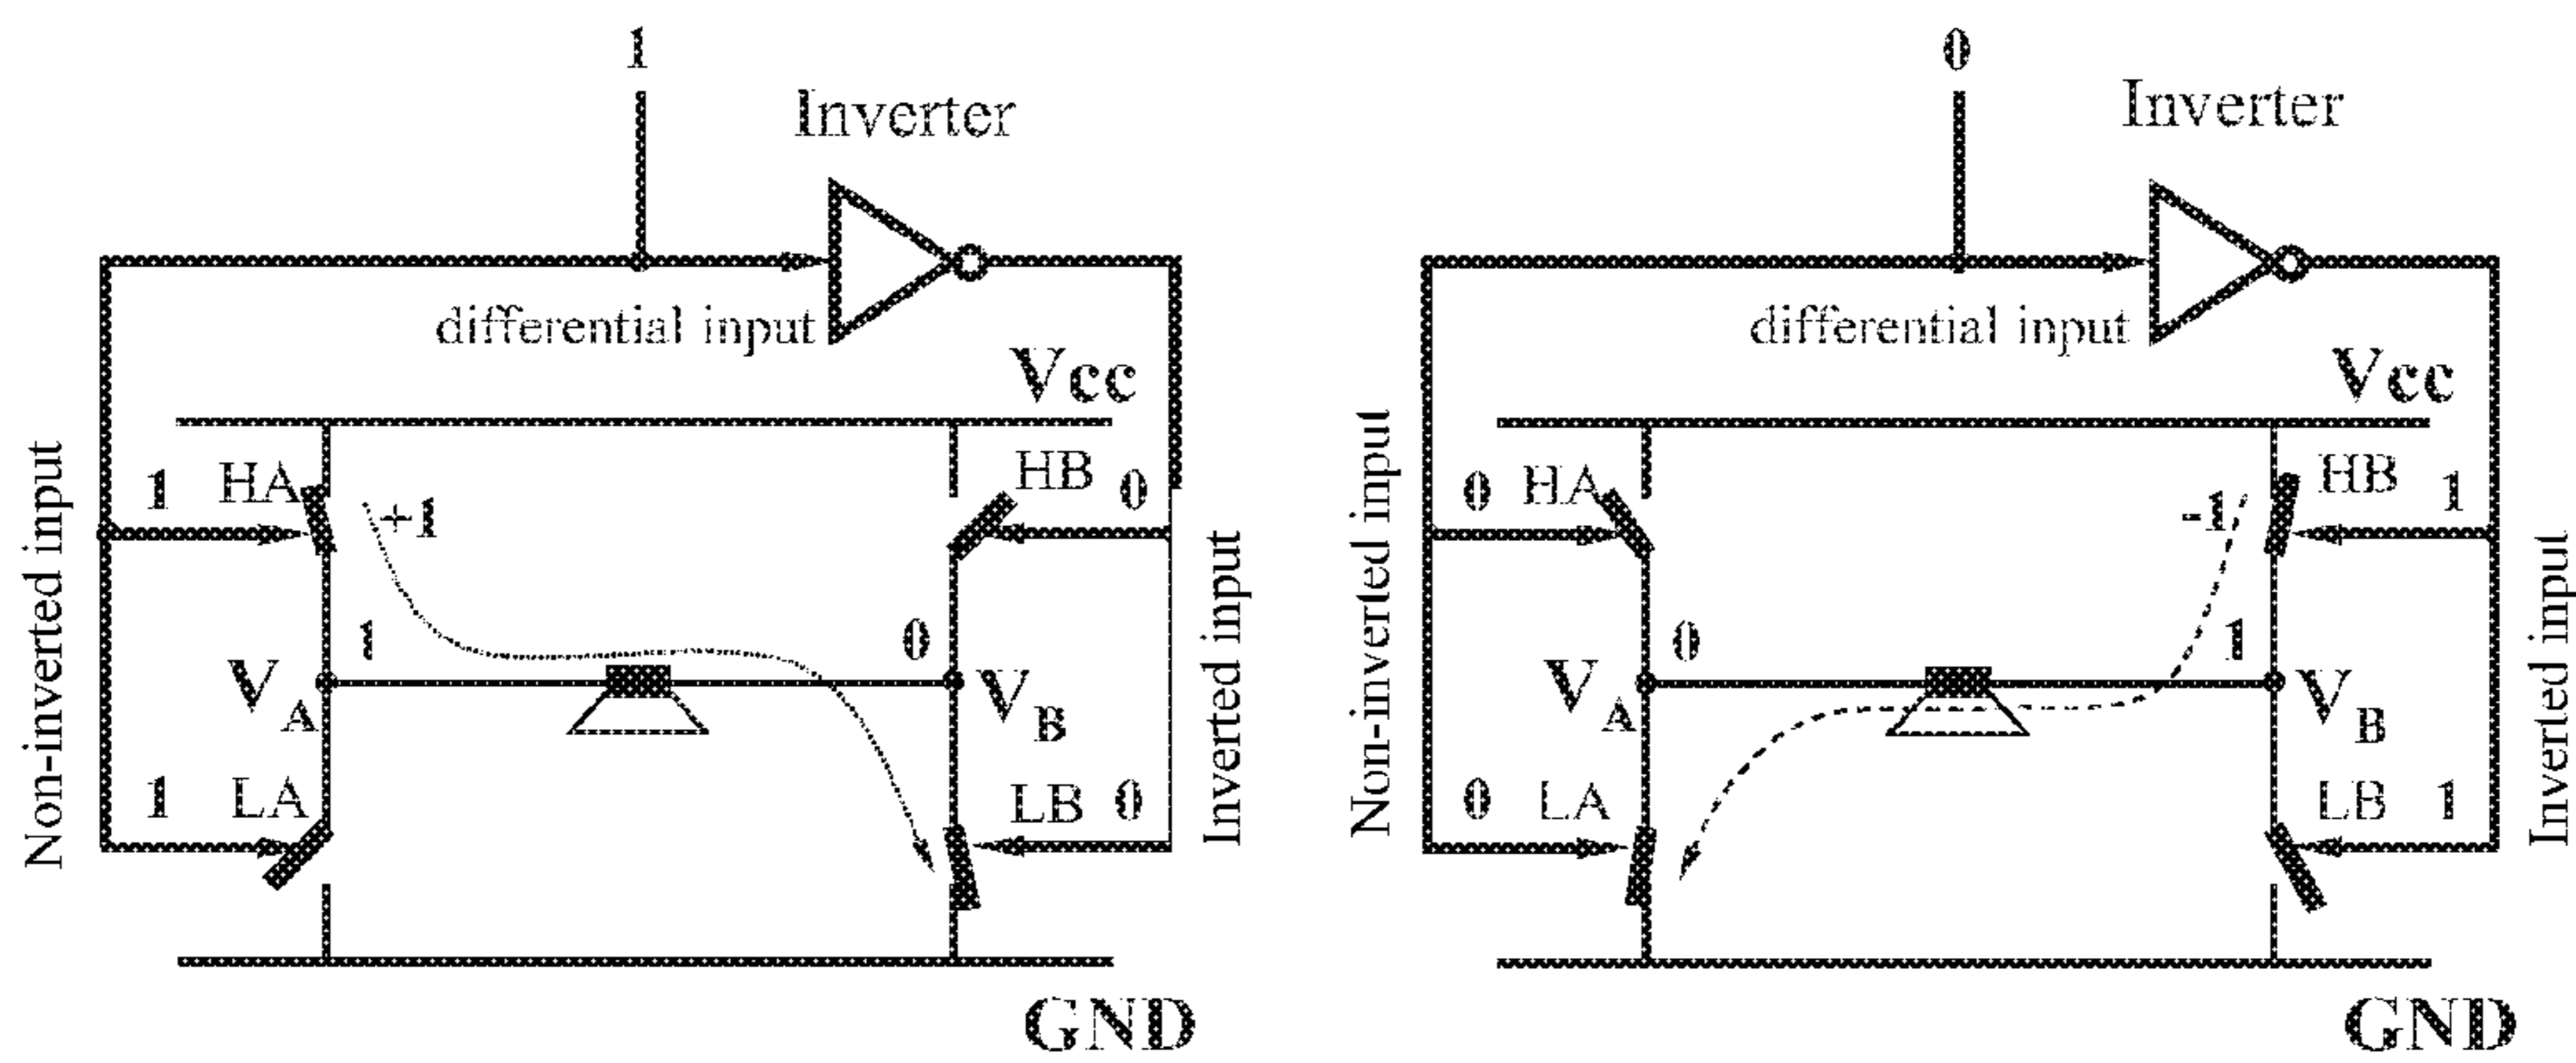 1
Inverter
differential input
Vcc
Non-inverted input
1
HA
+1
HB
0
1
0
VA
VB
1
LA
LB
0
Inverted input
GND
0
Inverter
differential input
Vcc
Non-inverted input
0
HA
-1
HB
1
0
1
VA
VB
0
LA
LB
1
Inverted input
GND